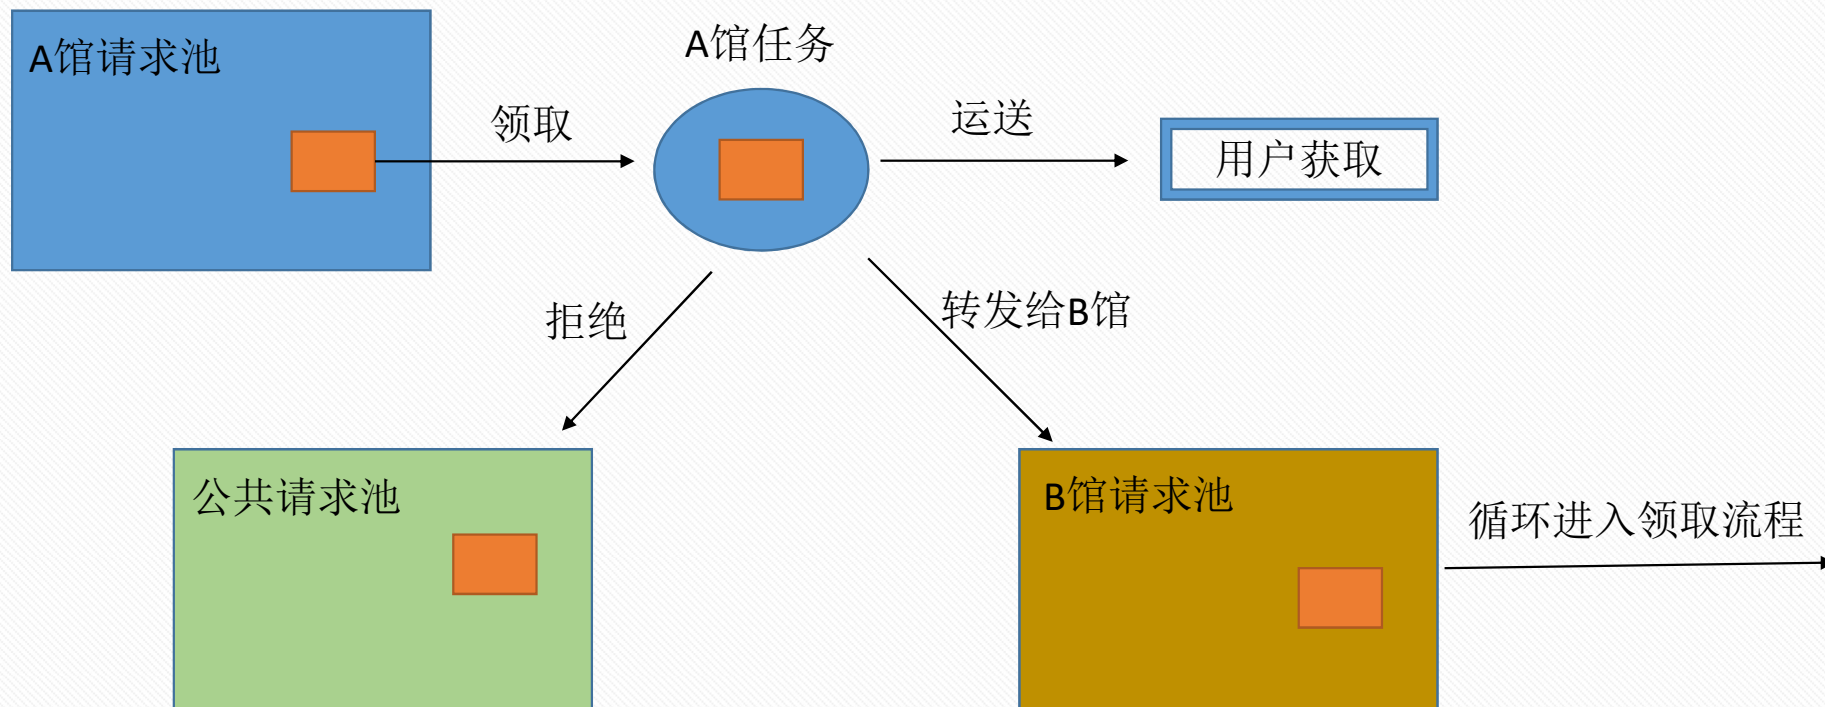 A馆请求池
A馆任务
领取
运送
用户获取
拒绝
转发给B馆
公共请求池
B馆请求池
循环进入领取流程